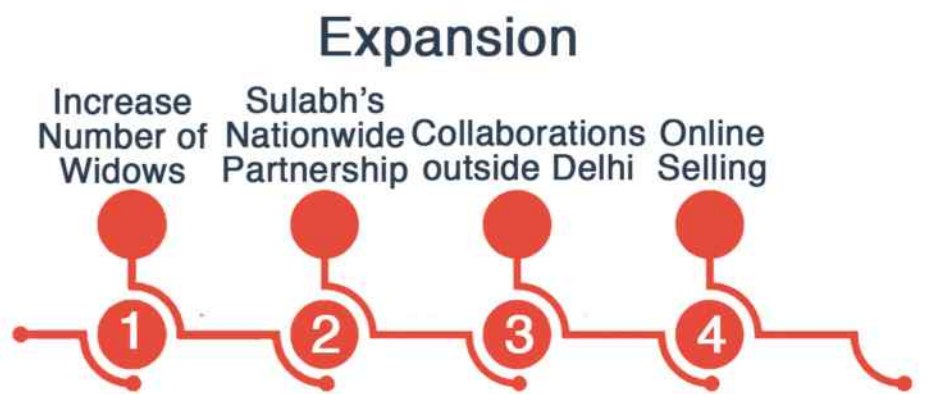 Expansion
Increase
Number of
Widows
Sulabh's
Nationwide
Partnership
Collaborations
outside Delhi
Online
Selling
1
2
3
4